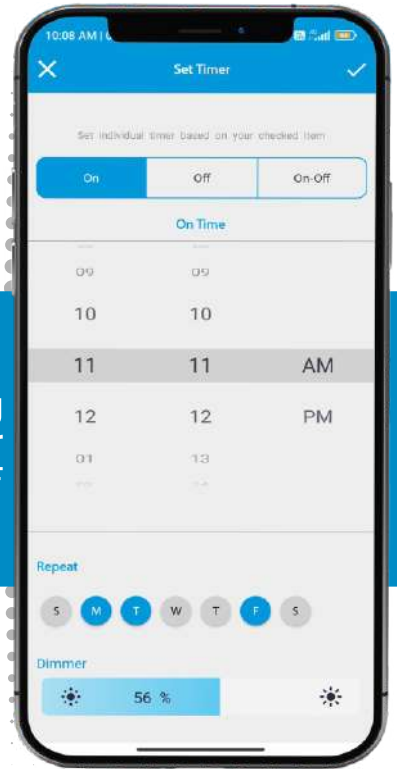 10:08 AM |
Set Timer
Set individual timer based on your checked item
On Off On-Off
On Time
09 09
10 10
11 11 AM
12 12 PM
01 13
Repeat
S M T W T F S
Dimmer
56 %